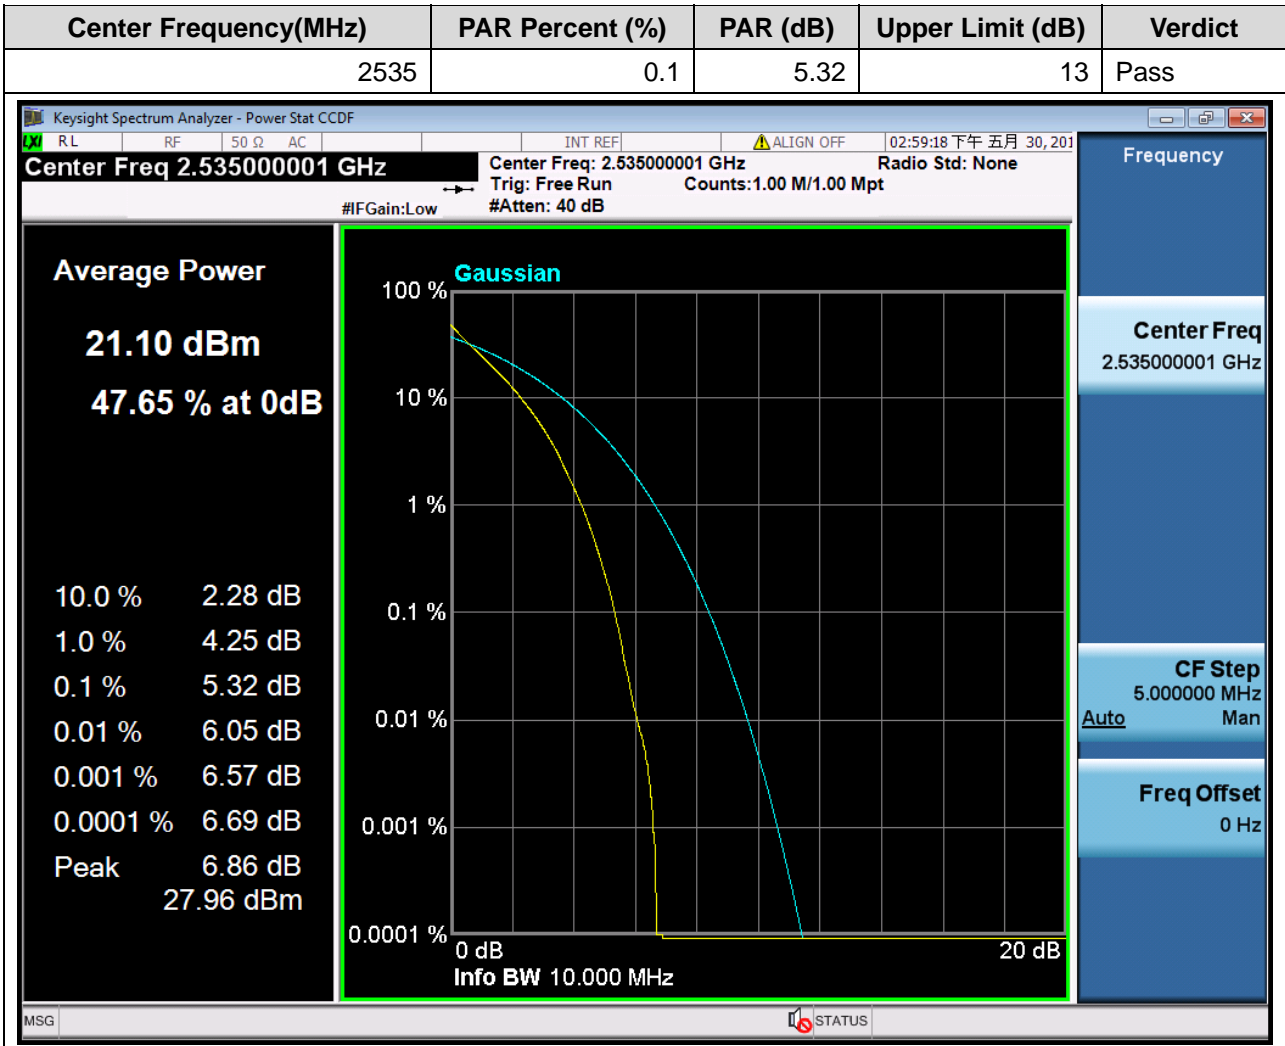 Center Frequency(MHz) PAR Percent (%) PAR (dB) Upper Limit (dB) Verdict
2535 0.1 5.32 13 Pass
Keysight Spectrum Analyzer - Power Stat CCDF
LXI RL RF 50 Ω AC INT REF ALIGN OFF 02:59:18 下午 五月 30, 201
Center Freq 2.535000001 GHz
Center Freq: 2.535000001 GHz Radio Std: None
Trig: Free Run Counts:1.00 M/1.00 Mpt
#IFGain:Low #Atten: 40 dB
Frequency
Average Power
21.10 dBm
47.65 % at 0dB
10.0 % 2.28 dB
1.0 % 4.25 dB
0.1 % 5.32 dB
0.01 % 6.05 dB
0.001 % 6.57 dB
0.0001 % 6.69 dB
Peak 6.86 dB
27.96 dBm
Gaussian
100 %
10 %
1 %
0.1 %
0.01 %
0.001 %
0.0001 %
0 dB 20 dB
Info BW 10.000 MHz
Center Freq
2.535000001 GHz
CF Step
5.000000 MHz
Auto Man
Freq Offset
0 Hz
MSG STATUS